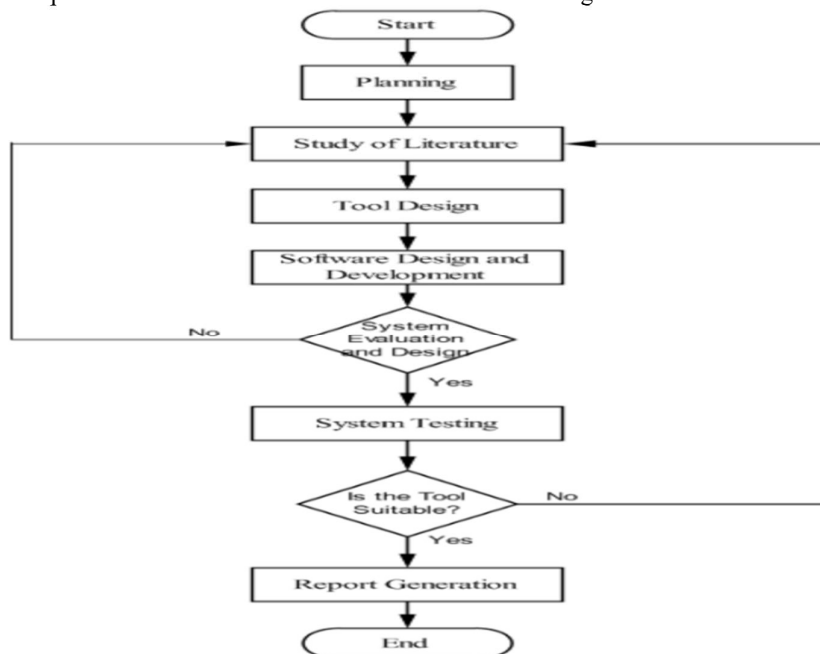 Start
Planning
Study of Literature
Tool Design
Software Design and
Development
System
Evaluation
and Design
No
Yes
System Testing
Is the Tool
Suitable?
No
Yes
Report Generation
End